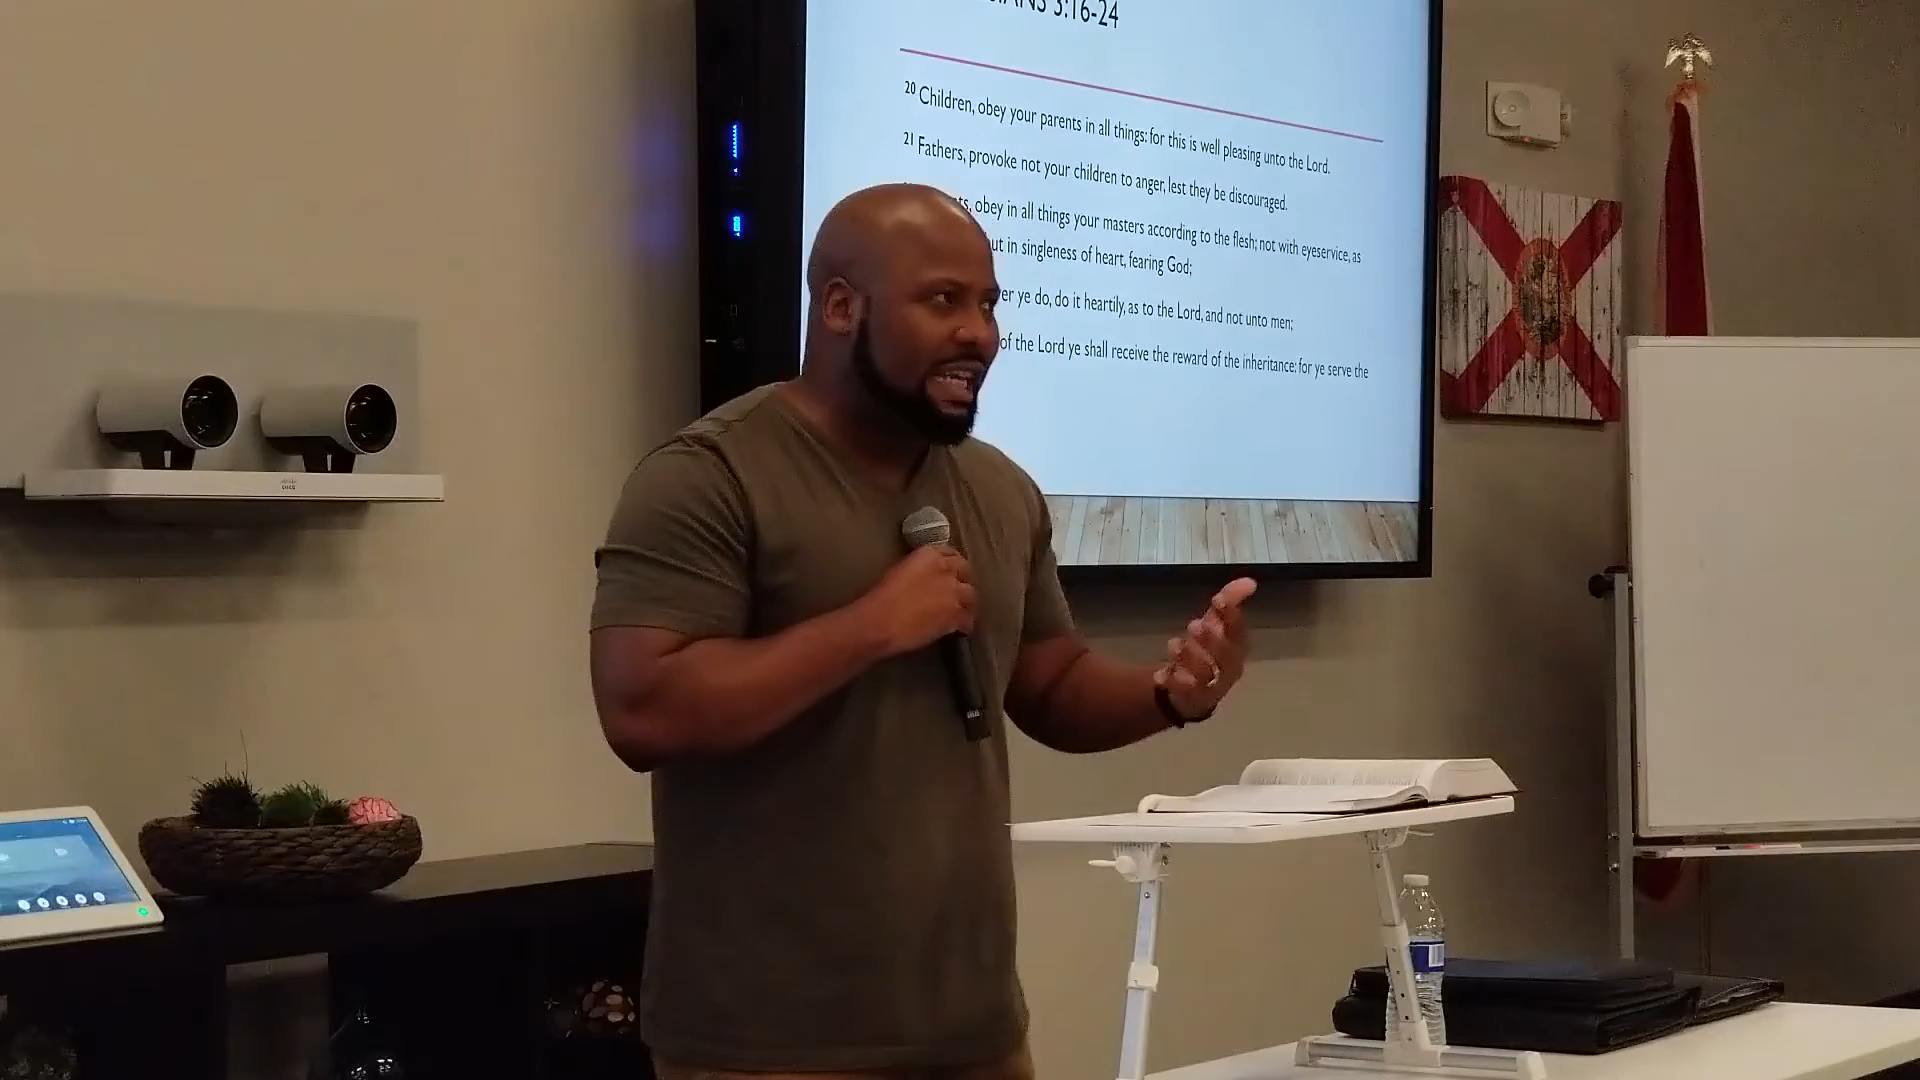 3:16-24
20 Children, obey your parents in all things: for this is well pleasing unto the Lord.
21 Fathers, provoke not your children to anger, lest they be discouraged.
obey in all things your masters according to the flesh; not with eyeservice, as
in singleness of heart, fearing God;
ye do, do it heartily, as to the Lord, and not unto men;
of the Lord ye shall receive the reward of the inheritance: for ye serve the
cisco